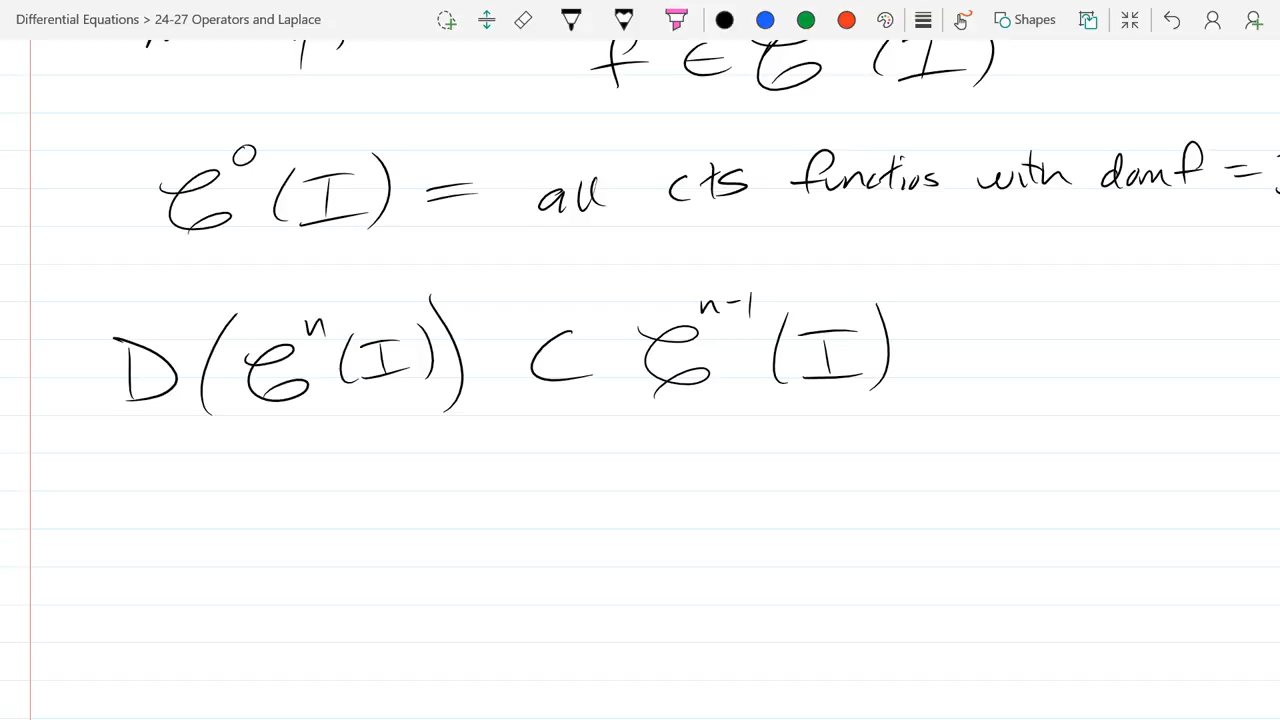 Differential Equations > 24-27 Operators and Laplace
Shapes
f ∈ 𝒞 (I)
𝒞⁰(I) = all cts functios with domf =
D(𝒞ⁿ(I)) ⊂ 𝒞ⁿ⁻¹(I)